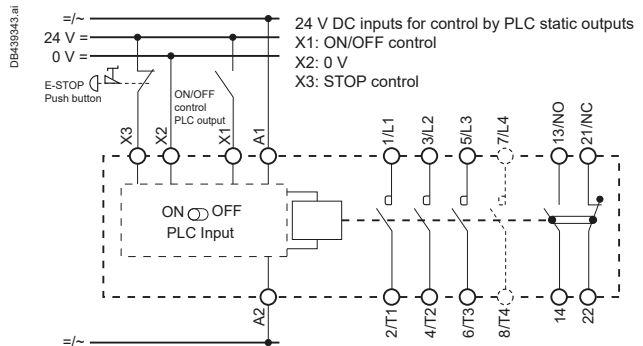 DB439343.ai
=/~
24 V =
0 V =
24 V DC inputs for control by PLC static outputs
X1: ON/OFF control
X2: 0 V
X3: STOP control
E-STOP
Push button
ON/OFF
control
PLC output
X3
X2
X1
A1
1/L1
3/L2
5/L3
7/L4
13/NO
21/NC
ON OFF
PLC Input
A2
2/T1
4/T2
6/T3
8/T4
14
22
=/~